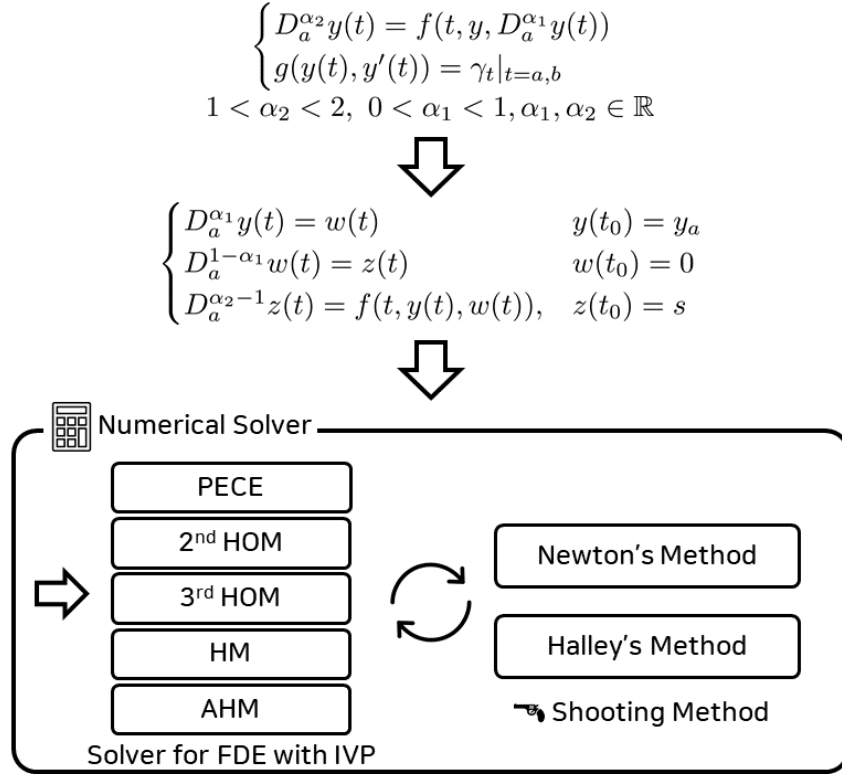 D_a^{α_2} y(t) = f(t, y, D_a^{α_1} y(t))
g(y(t), y′(t)) = γ_t|_{t=a,b}
1 < α_2 < 2, 0 < α_1 < 1, α_1, α_2 ∈ ℝ
D_a^{α_1} y(t) = w(t) y(t_0) = y_a
D_a^{1−α_1} w(t) = z(t) w(t_0) = 0
D_a^{α_2−1} z(t) = f(t, y(t), w(t)), z(t_0) = s
Numerical Solver
PECE
2nd HOM
3rd HOM
HM
AHM
Solver for FDE with IVP
Newton's Method
Halley's Method
Shooting Method